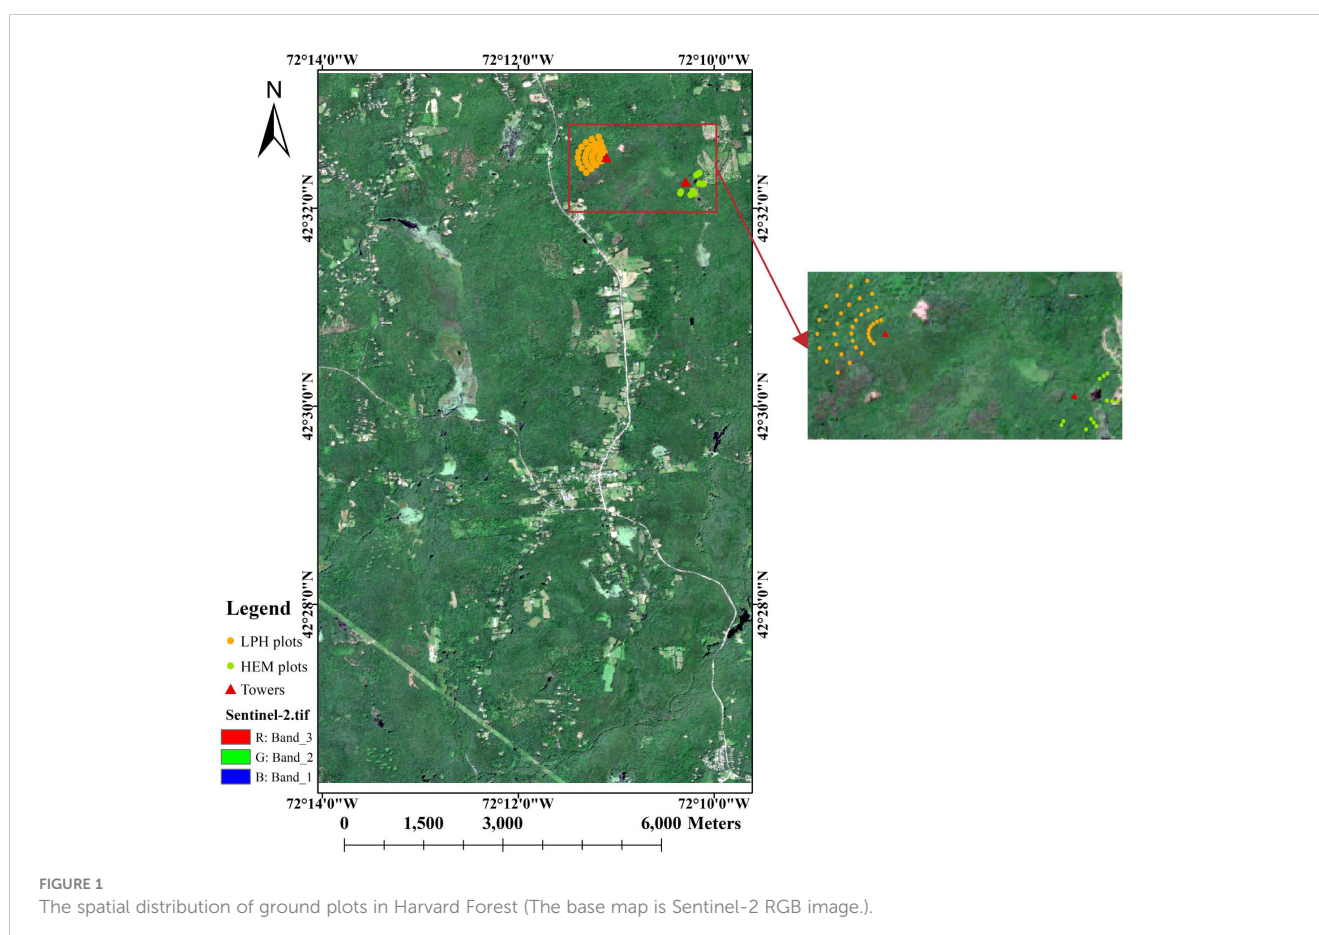 72°14'0"W 72°12'0"W 72°10'0"W
N
42°32'0"N 42°32'0"N
42°30'0"N 42°30'0"N
42°28'0"N 42°28'0"N
Legend
LPH plots
HEM plots
Towers
Sentinel-2.tif
R: Band_3
G: Band_2
B: Band_1
72°14'0"W 72°12'0"W 72°10'0"W
0 1,500 3,000 6,000 Meters
FIGURE 1
The spatial distribution of ground plots in Harvard Forest (The base map is Sentinel-2 RGB image.).